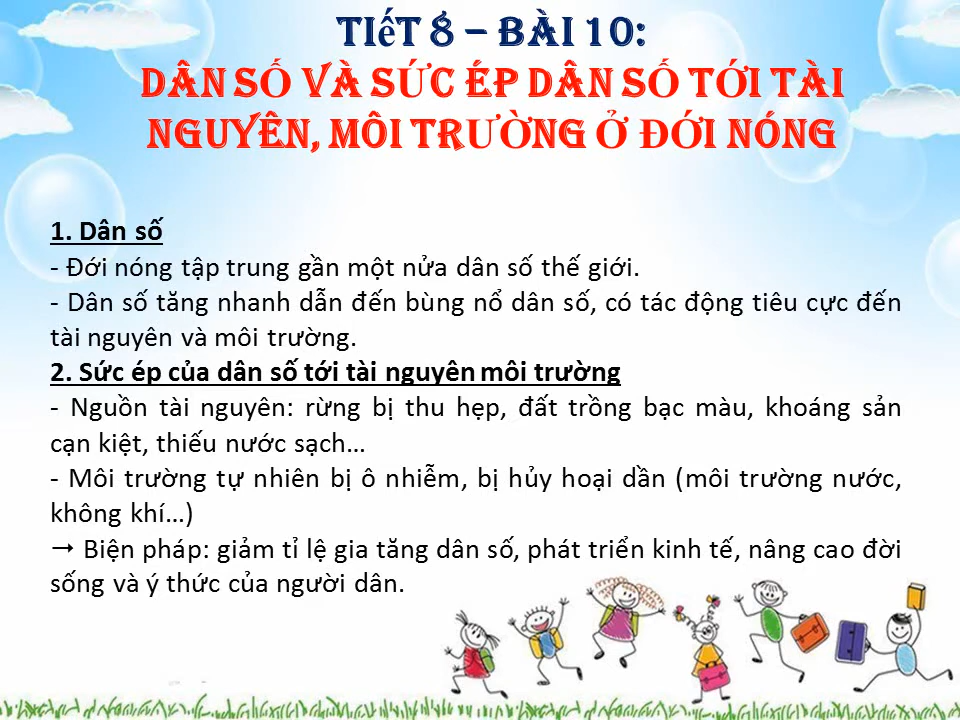 TIẾT 8 – BÀI 10:
DÂN SỐ VÀ SỨC ÉP DÂN SỐ TỚI TÀI
NGUYÊN, MÔI TRƯỜNG Ở ĐỚI NÓNG
1. Dân số
- Đới nóng tập trung gần một nửa dân số thế giới.
- Dân số tăng nhanh dẫn đến bùng nổ dân số, có tác động tiêu cực đến
tài nguyên và môi trường.
2. Sức ép của dân số tới tài nguyên môi trường
- Nguồn tài nguyên: rừng bị thu hẹp, đất trồng bạc màu, khoáng sản
cạn kiệt, thiếu nước sạch…
- Môi trường tự nhiên bị ô nhiễm, bị hủy hoại dần (môi trường nước,
không khí…)
→ Biện pháp: giảm tỉ lệ gia tăng dân số, phát triển kinh tế, nâng cao đời
sống và ý thức của người dân.